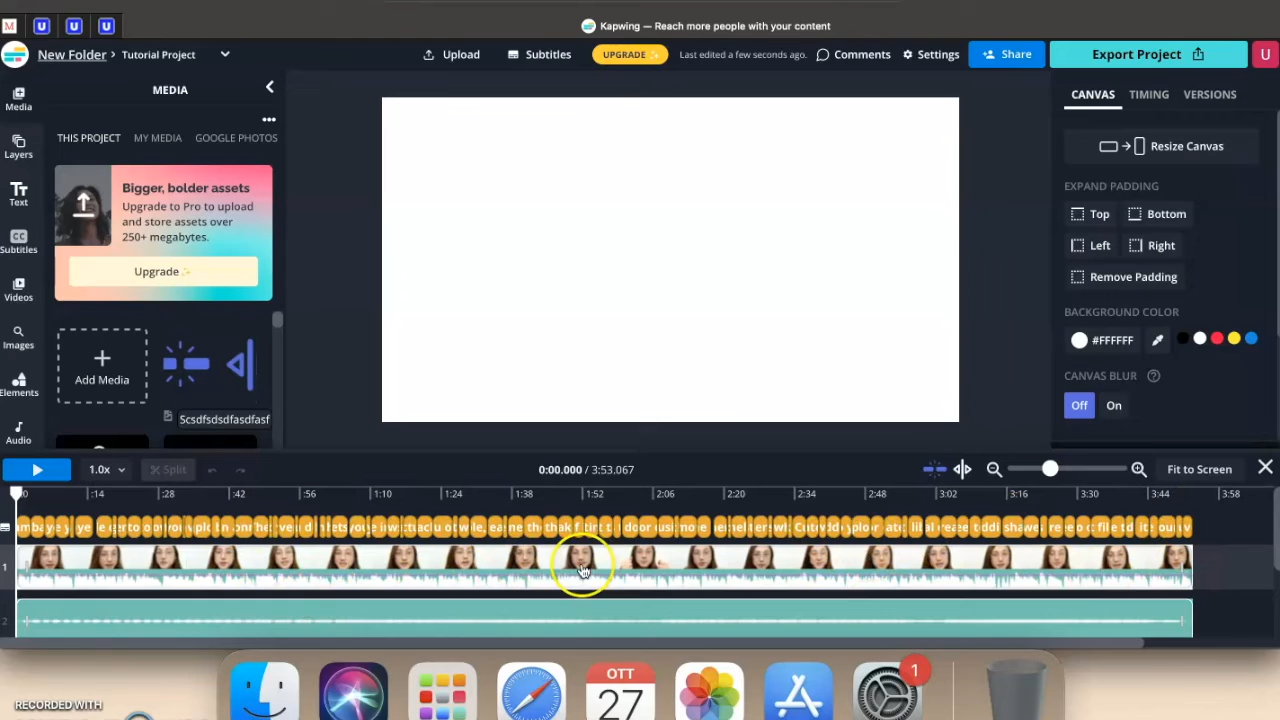 M U U U Kapwing — Reach more people with your content
New Folder > Tutorial Project Upload Subtitles UPGRADE Last edited a few seconds ago. Comments Settings Share Export Project U
Media
Layers
Text
Subtitles
Videos
Images
Elements
Audio
MEDIA
THIS PROJECT MY MEDIA GOOGLE PHOTOS
Bigger, bolder assets
Upgrade to Pro to upload
and store assets over
250+ megabytes.
Upgrade
Add Media
Scsdfsdsdfasdfasf
CANVAS TIMING VERSIONS
Resize Canvas
EXPAND PADDING
Top Bottom
Left Right
Remove Padding
BACKGROUND COLOR
#FFFFFF
CANVAS BLUR ?
Off On
1.0x Split 0:00.000 / 3:53.067 Fit to Screen
:14 :28 :42 :56 1:10 1:24 1:38 1:52 2:06 2:20 2:34 2:48 3:02 3:16 3:30 3:44 3:58
1
2
OTT
27
1
RECORDED WITH